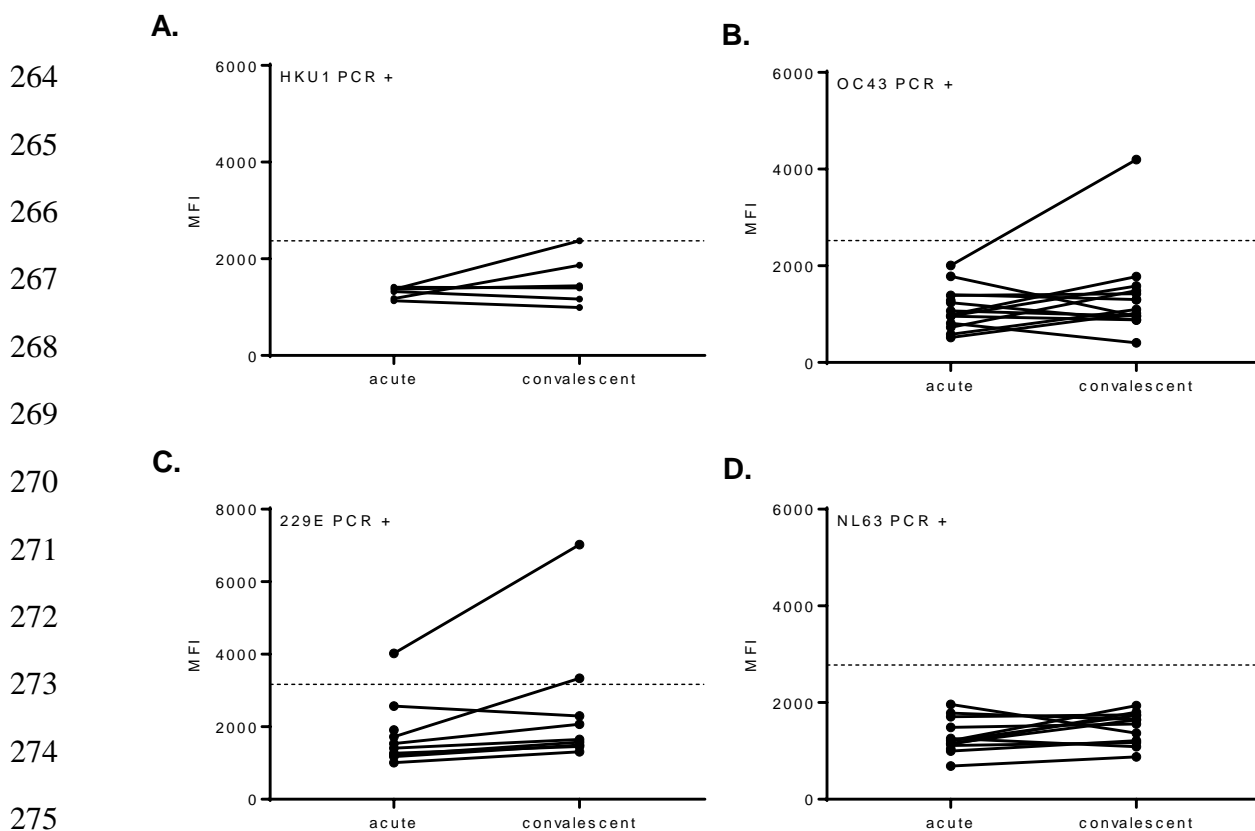 A.
B.
264
265
266
267
268
269
270
271
272
273
274
275
HKU1 PCR +
6000
4000
2000
0
MFI
acute convalescent
OC43 PCR +
6000
4000
2000
0
MFI
acute convalescent
C.
D.
229E PCR +
8000
6000
4000
2000
0
MFI
acute convalescent
NL63 PCR +
6000
4000
2000
0
MFI
acute convalescent